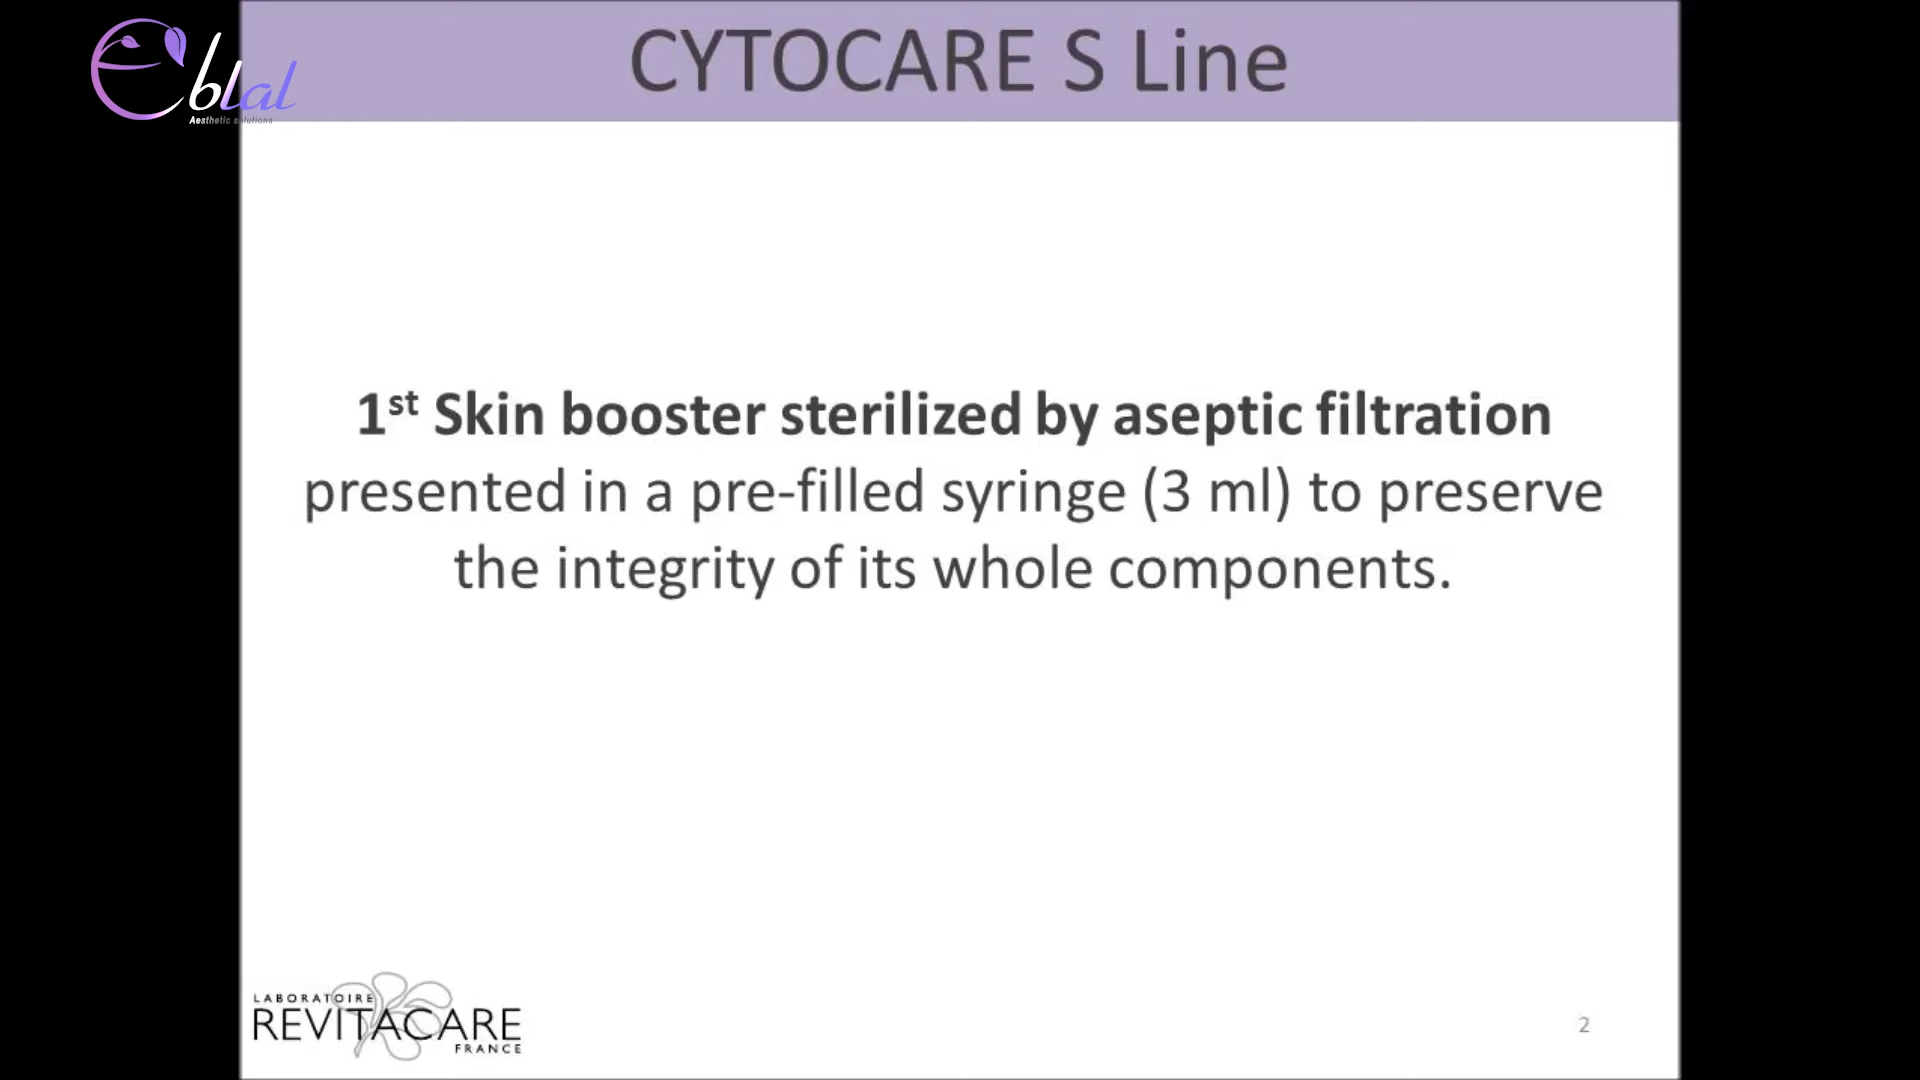 CYTOCARE S Line
eblal
Aesthetic solutions
1st Skin booster sterilized by aseptic filtration
presented in a pre-filled syringe (3 ml) to preserve
the integrity of its whole components.
LABORATOIRE
REVITACARE
FRANCE
2